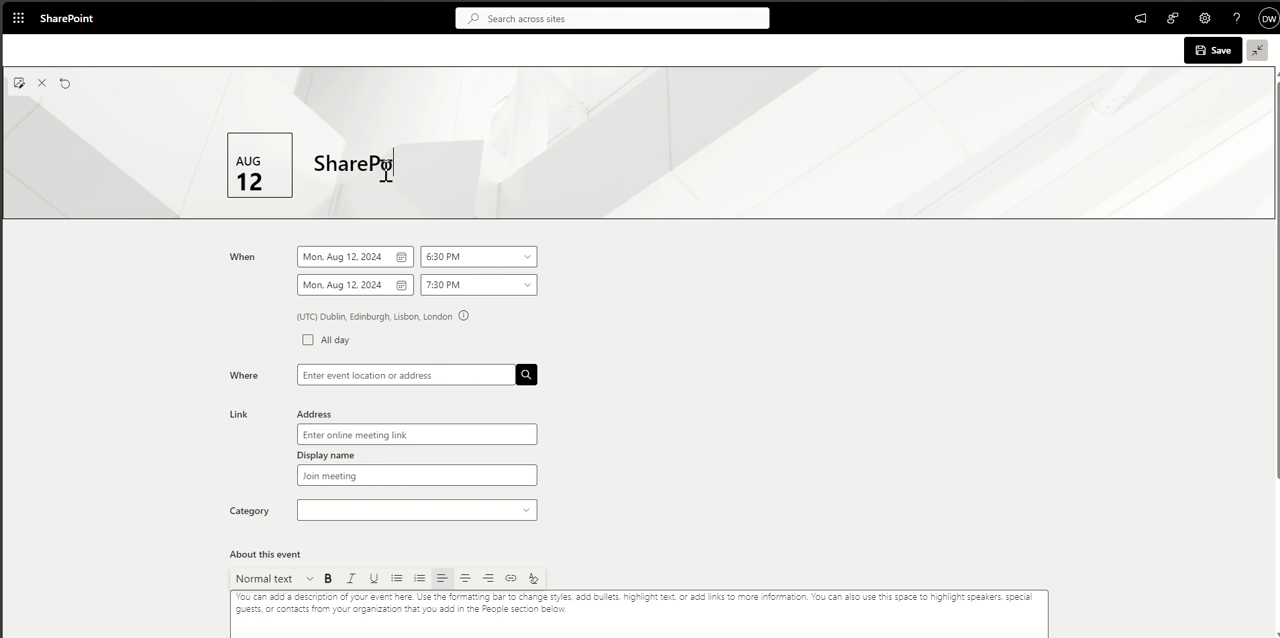 SharePoint
Search across sites
DW
Save
AUG
12
SharePo
When
Mon, Aug 12, 2024
6:30 PM
Mon, Aug 12, 2024
7:30 PM
(UTC) Dublin, Edinburgh, Lisbon, London
All day
Where
Enter event location or address
Link
Address
Enter online meeting link
Display name
Join meeting
Category
About this event
Normal text
B
I
U
You can add a description of your event here. Use the formatting bar to change styles, add bullets, highlight text, or add links to more information. You can also use this space to highlight speakers, special
guests, or contacts from your organization that you add in the People section below.